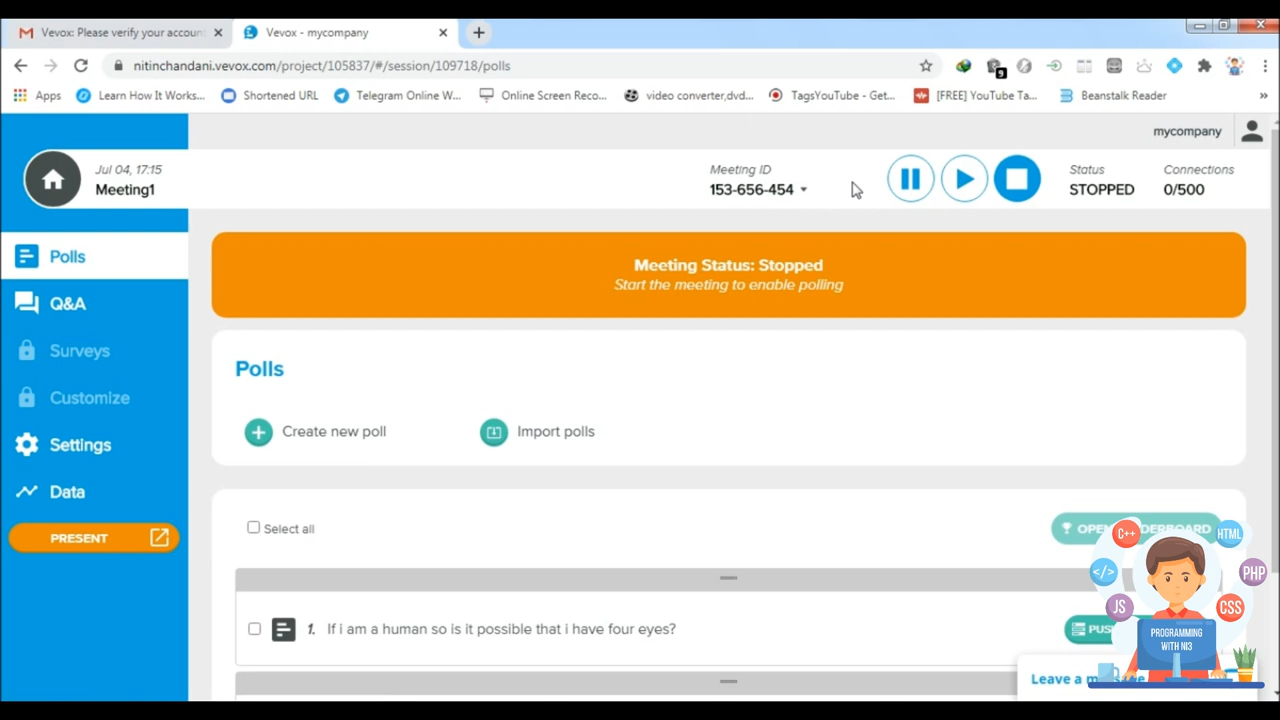 Vevox: Please verify your account
Vevox - mycompany
nitinchandani.vevox.com/project/105837/#/session/109718/polls
9
Apps
Learn How It Works...
Shortened URL
Telegram Online W...
Online Screen Reco...
video converter,dvd...
TagsYouTube - Get...
[FREE] YouTube Ta...
Beanstalk Reader
»
mycompany
Jul 04, 17:15
Meeting1
Meeting ID
153-656-454
Status
STOPPED
Connections
0/500
Polls
Q&A
Surveys
Customize
Settings
Data
PRESENT
Meeting Status: Stopped
Start the meeting to enable polling
Polls
Create new poll
Import polls
Select all
1. If i am a human so is it possible that i have four eyes?
Leave a
C++
HTML
</>
PHP
JS
CSS
PROGRAMMING
WITH NI3